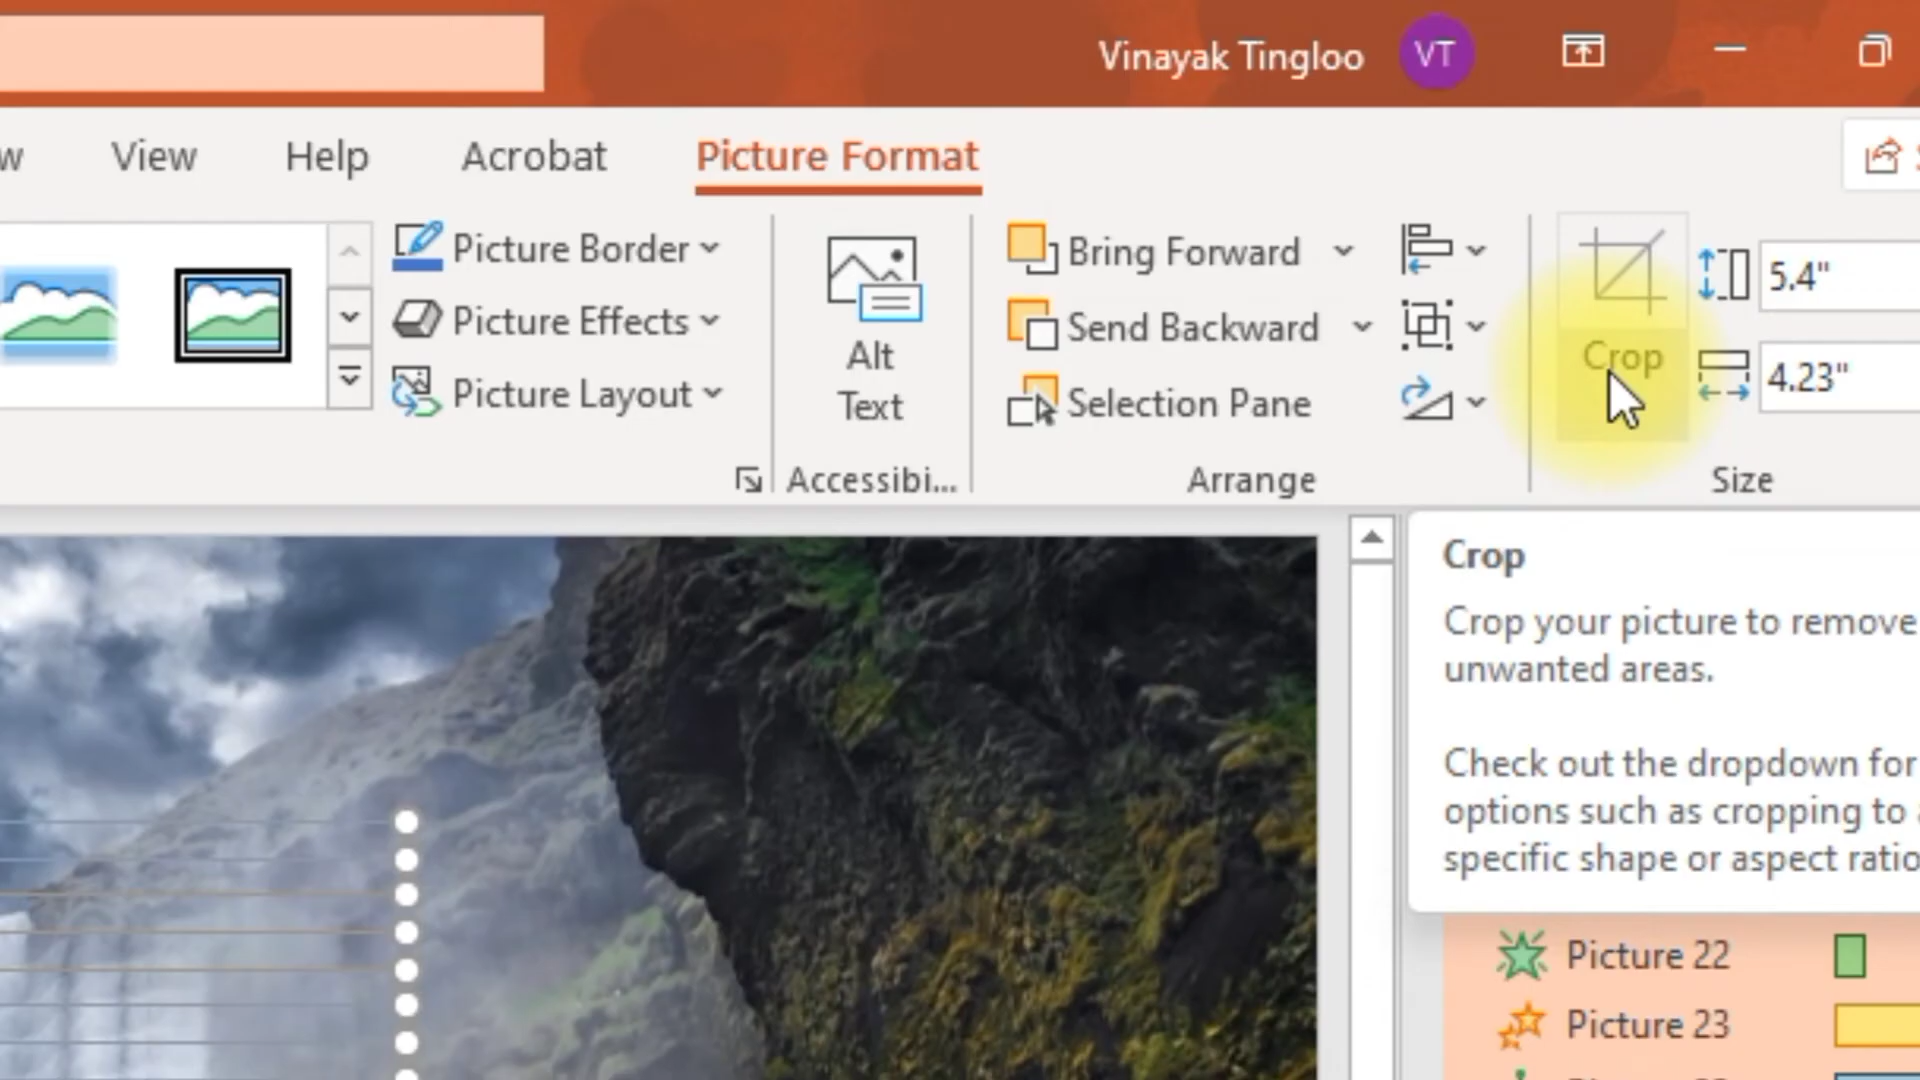 Vinayak Tingloo VT
w View Help Acrobat Picture Format
Picture Border
Picture Effects
Picture Layout
Alt
Text
Accessibi...
Bring Forward
Send Backward
Selection Pane
Arrange
Crop
5.4"
4.23"
Size
Crop
Crop your picture to remove
unwanted areas.
Check out the dropdown for
options such as cropping to a
specific shape or aspect ratio
Picture 22
Picture 23